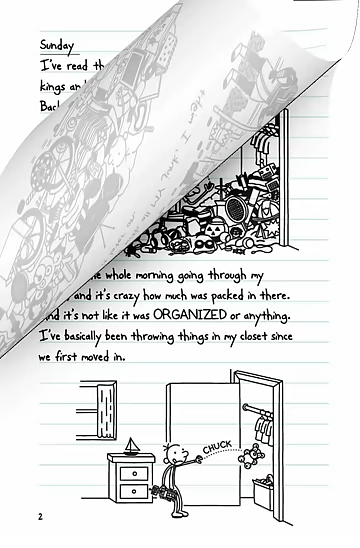 Sunday
I've read th
kings an
Bac
e whole morning going through my
and it's crazy how much was packed in there.
nd it's not like it was ORGANIZED or anything.
I've basically been throwing things in my closet since
we first moved in.
CHUCK
2